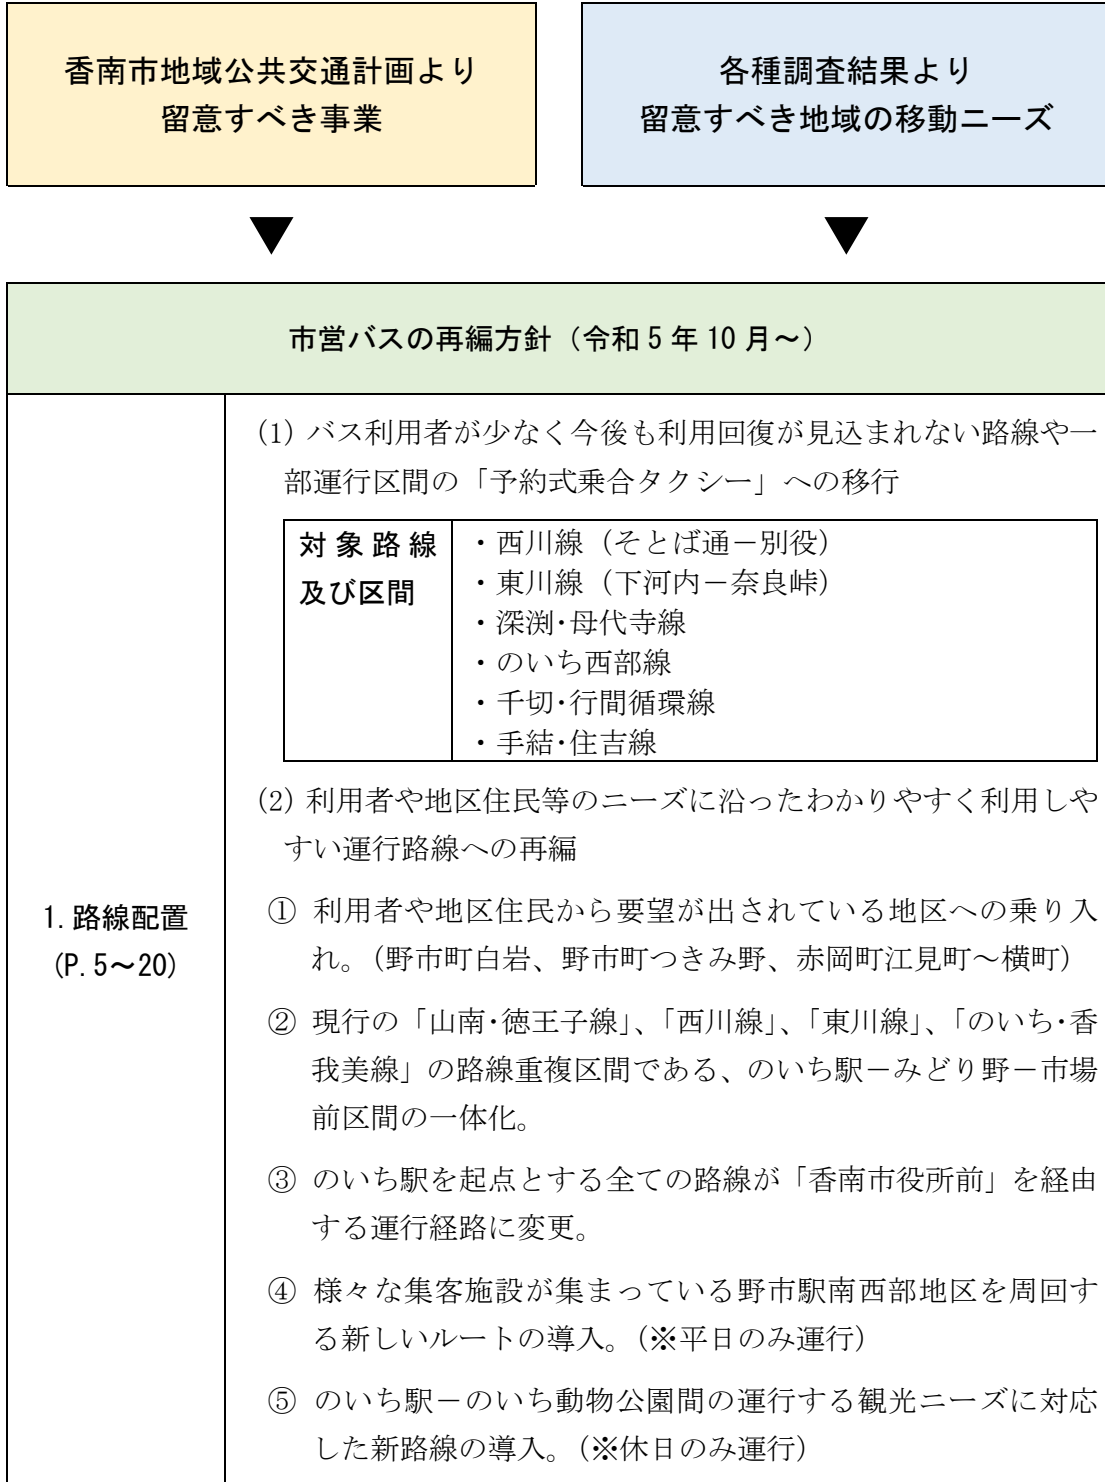 香南市地域公共交通計画より
留意すべき事業
各種調査結果より
留意すべき地域の移動ニーズ
▼
▼
市営バスの再編方針（令和５年 10 月～）
1.路線配置
(P.5～20)
(1) バス利用者が少なく今後も利用回復が見込まれない路線や一
部運行区間の「予約式乗合タクシー」への移行
対象路線
及び区間
・西川線（そとば通－別役）
・東川線（下河内－奈良峠）
・深渕・母代寺線
・のいち西部線
・千切・行間循環線
・手結・住吉線
(2) 利用者や地区住民等のニーズに沿ったわかりやすく利用しや
すい運行路線への再編
① 利用者や地区住民から要望が出されている地区への乗り入
れ。（野市町白岩、野市町つきみ野、赤岡町江見町～横町）
② 現行の「山南・徳王子線」、「西川線」、「東川線」、「のいち・香
我美線」の路線重複区間である、のいち駅－みどり野－市場
前区間の一体化。
③ のいち駅を起点とする全ての路線が「香南市役所前」を経由
する運行経路に変更。
④ 様々な集客施設が集まっている野市駅南西部地区を周回す
る新しいルートの導入。（※平日のみ運行）
⑤ のいち駅－のいち動物公園間の運行する観光ニーズに対応
した新路線の導入。（※休日のみ運行）